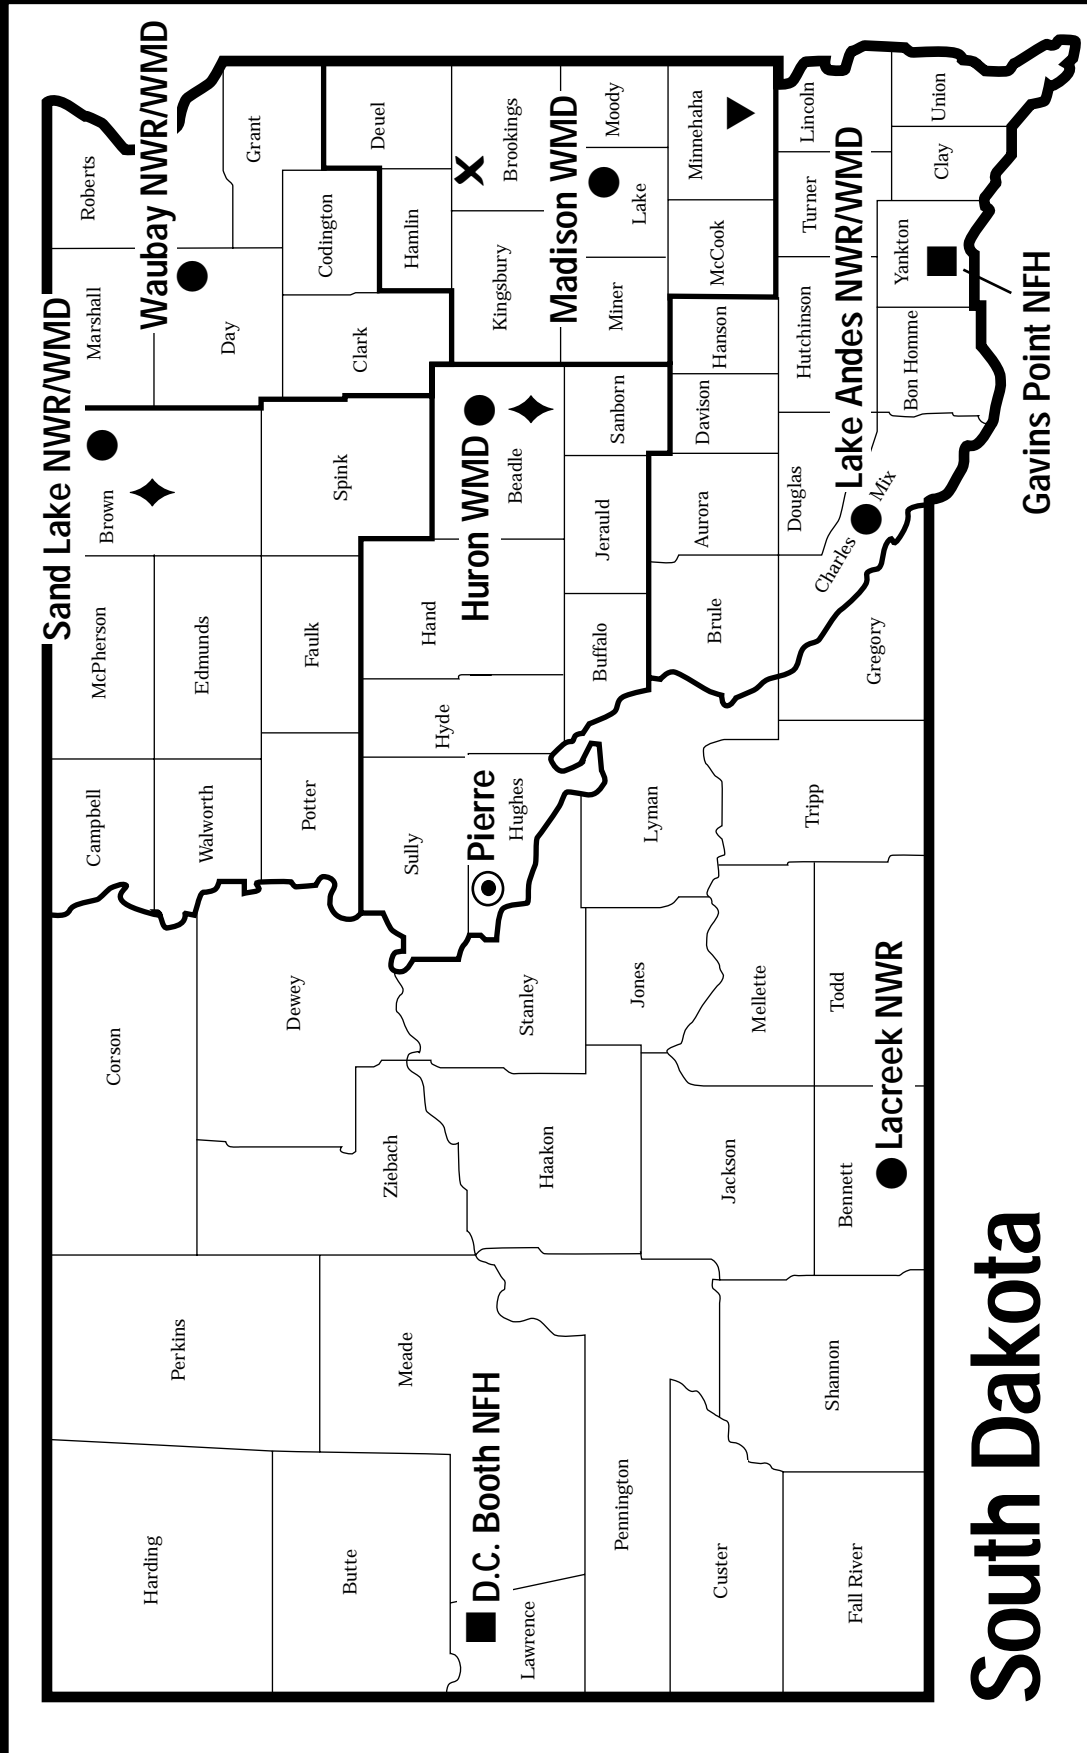 Sand Lake NWR/WMD
Waubay NWR/WMD
Harding
Perkins
Corson
Campbell
McPherson
Brown
Marshall
Roberts
Walworth
Edmunds
Day
Grant
Butte
Meade
Ziebach
Dewey
Potter
Faulk
Spink
Clark
Codington
Deuel
Hamlin
Sully
Hyde
Hand
Huron WMD
Beadle
Kingsbury
X
Brookings
D.C. Booth NFH
Lawrence
Pierre
Hughes
Stanley
Haakon
Madison WMD
Buffalo
Jerauld
Sanborn
Miner
Lake
Moody
Pennington
Jones
Lyman
Brule
Aurora
Davison
Hanson
McCook
Minnehaha
Custer
Jackson
Mellette
Tripp
Douglas
Hutchinson
Turner
Lincoln
Lake Andes NWR/WMD
Charles Mix
Fall River
Shannon
Bennett
Todd
Lacreek NWR
Gregory
Bon Homme
Yankton
Clay
Union
South Dakota
Gavins Point NFH